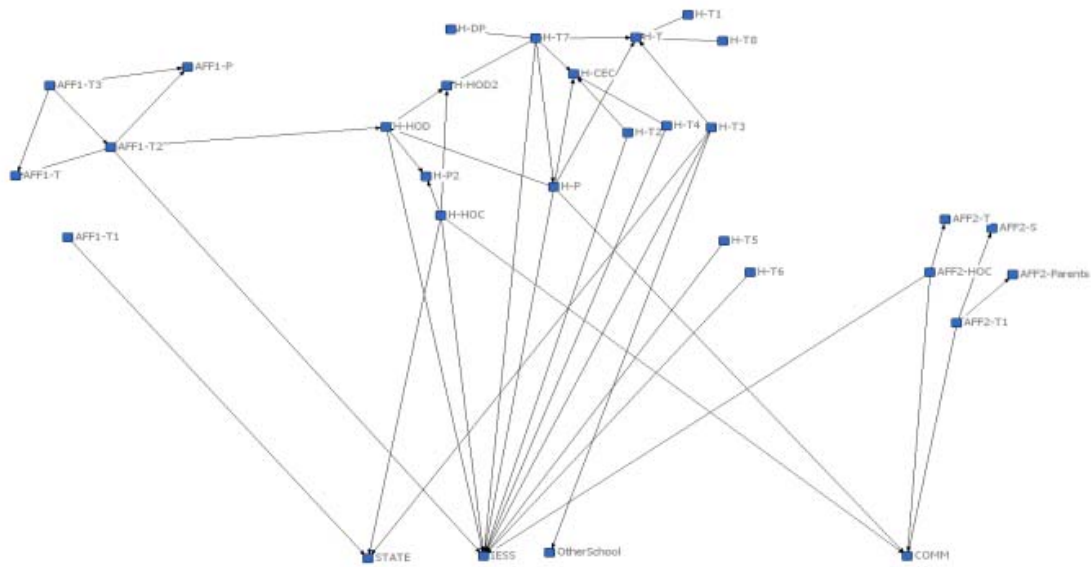 H-T1
H-DP
H-T7
H-T
H-T8
AFF1-P
H-CEC
AFF1-T3
H-HOD2
H-HOD
H-T2
H-T4
H-T3
AFF1-T2
AFF1-T
H-P2
H-P
H-HOC
AFF2-T
AFF2-S
AFF1-T1
H-T5
H-T6
AFF2-HOC
AFF2-Parents
AFF2-T1
STATE
IESS
OtherSchool
COMM